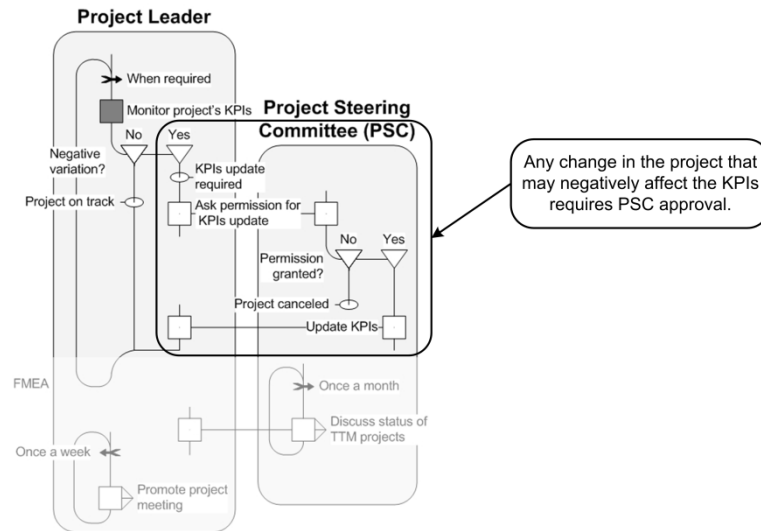 Project Leader
When required
Monitor project's KPIs
No
Yes
Negative
variation?
KPIs update
required
Project on track
Ask permission for
KPIs update
Project Steering
Committee (PSC)
No
Yes
Permission
granted?
Project canceled
Update KPIs
Any change in the project that
may negatively affect the KPIs
requires PSC approval.
FMEA
Once a month
Discuss status of
TTM projects
Once a week
Promote project
meeting